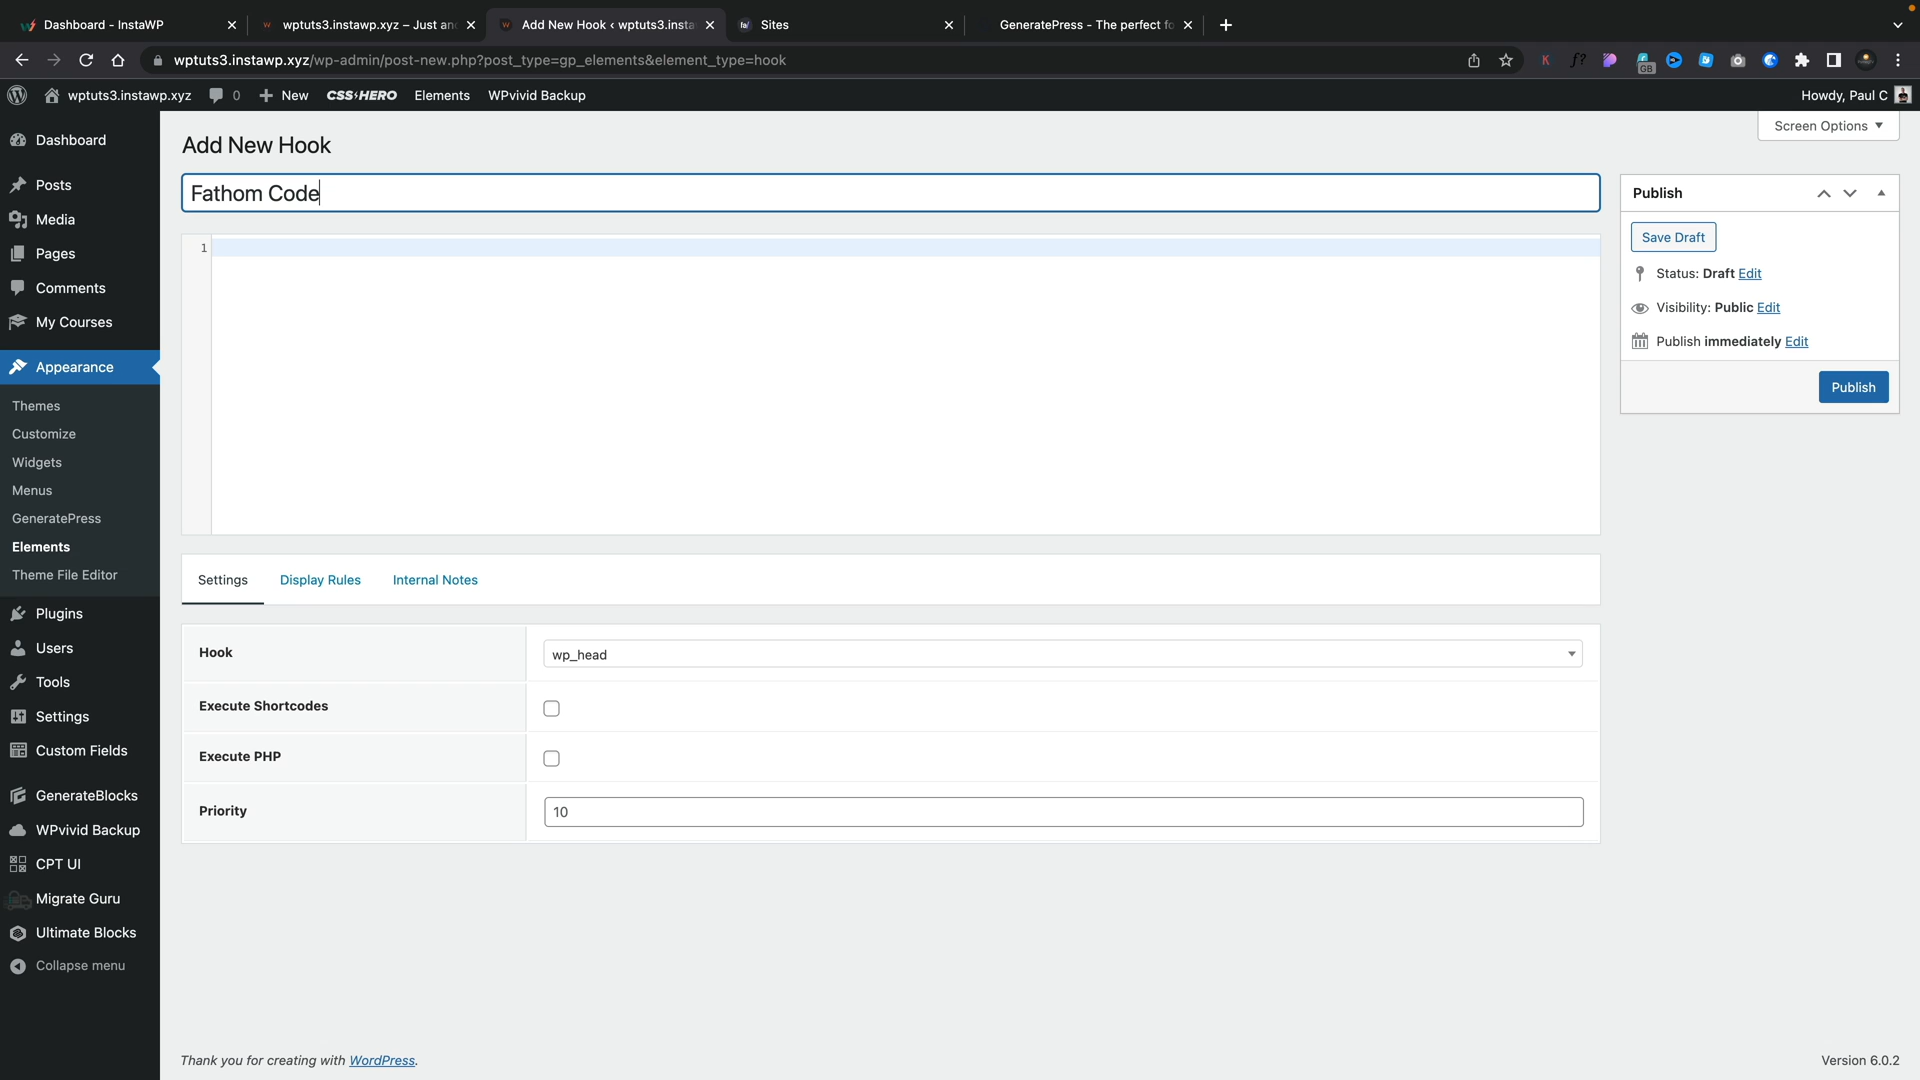 Dashboard - InstaWP
wptuts3.instawp.xyz – Just an
Add New Hook ‹ wptuts3.insta
Sites
GeneratePress - The perfect fo
wptuts3.instawp.xyz/wp-admin/post-new.php?post_type=gp_elements&element_type=hook
wptuts3.instawp.xyz 0 New CSS HERO Elements WPvivid Backup Howdy, Paul C
Screen Options
Dashboard
Posts
Media
Pages
Comments
My Courses
Appearance
Themes
Customize
Widgets
Menus
GeneratePress
Elements
Theme File Editor
Plugins
Users
Tools
Settings
Custom Fields
GenerateBlocks
WPvivid Backup
CPT UI
Migrate Guru
Ultimate Blocks
Collapse menu
Add New Hook
Fathom Code
1
Settings Display Rules Internal Notes
Hook wp_head
Execute Shortcodes
Execute PHP
Priority 10
Publish
Save Draft
Status: Draft Edit
Visibility: Public Edit
Publish immediately Edit
Publish
Thank you for creating with WordPress.
Version 6.0.2